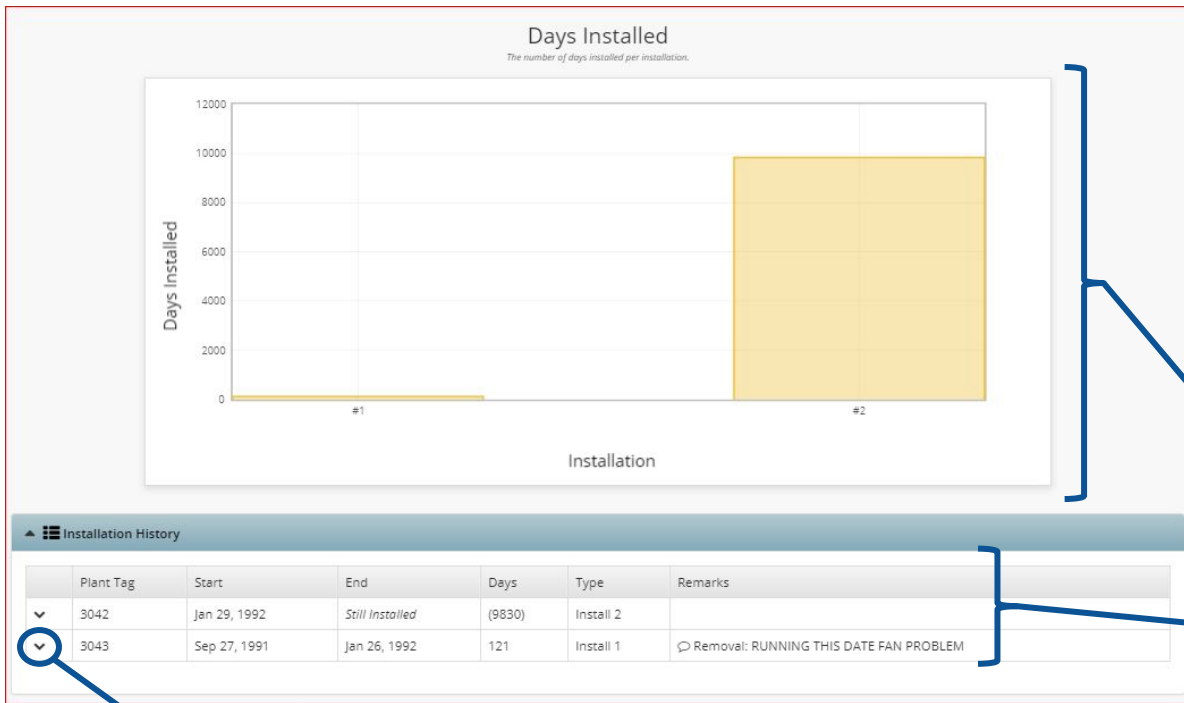 Days Installed
The number of days installed per installation.
12000
10000
8000
6000
4000
2000
0
Days Installed
#1 #2
Installation
Installation History
Plant Tag Start End Days Type Remarks
3042 Jan 29, 1992 Still Installed (9830) Install 2
3043 Sep 27, 1991 Jan 26, 1992 121 Install 1 Removal: RUNNING THIS DATE FAN PROBLEM